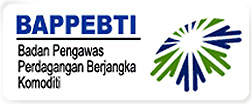 BAPPEBTI
Badan Pengawas
Perdagangan Berjangka
Komoditi